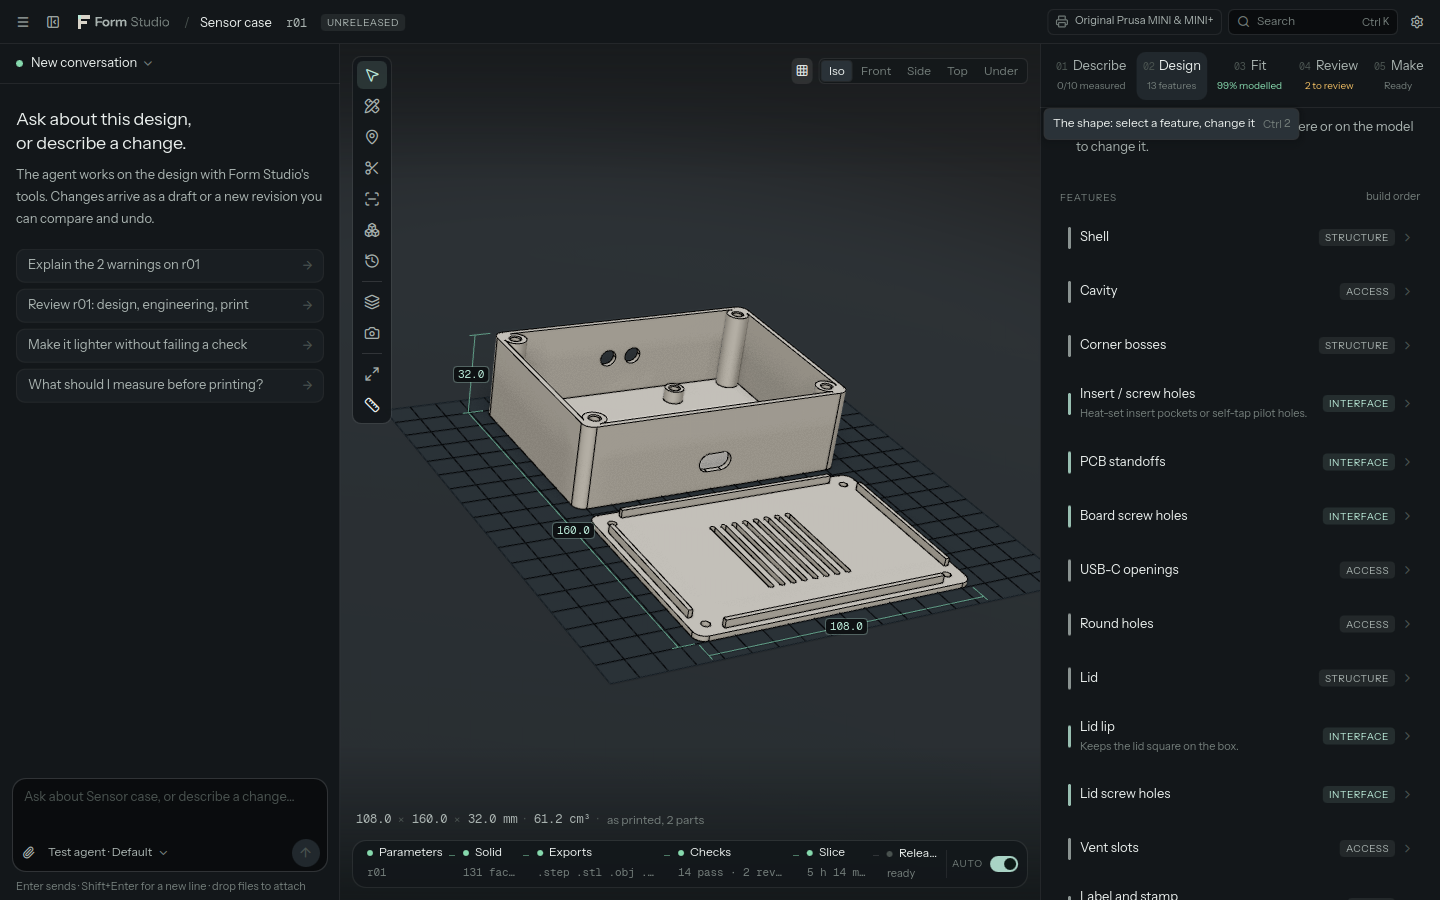 Form Studio / Sensor case r01 UNRELEASED
Original Prusa MINI & MINI+
Search Ctrl K
New conversation
Ask about this design,
or describe a change.
The agent works on the design with Form Studio's
tools. Changes arrive as a draft or a new revision you
can compare and undo.
Explain the 2 warnings on r01
Review r01: design, engineering, print
Make it lighter without failing a check
What should I measure before printing?
Ask about Sensor case, or describe a change...
Test agent · Default
Enter sends · Shift+Enter for a new line · drop files to attach
Iso Front Side Top Under
32.0
160.0
108.0
108.0 × 160.0 × 32.0 mm · 61.2 cm³ · as printed, 2 parts
Parameters
r01
Solid
131 fac…
Exports
.step .stl .obj ..…
Checks
14 pass · 2 rev…
Slice
5 h 14 m…
Relea…
ready
AUTO
01 Describe
0/10 measured
02 Design
13 features
03 Fit
99% modelled
04 Review
2 to review
05 Make
Ready
The shape: select a feature, change it Ctrl 2
ere or on the model
to change it.
FEATURES build order
Shell STRUCTURE
Cavity ACCESS
Corner bosses STRUCTURE
Insert / screw holes INTERFACE
Heat-set insert pockets or self-tap pilot holes.
PCB standoffs INTERFACE
Board screw holes INTERFACE
USB-C openings ACCESS
Round holes ACCESS
Lid STRUCTURE
Lid lip INTERFACE
Keeps the lid square on the box.
Lid screw holes INTERFACE
Vent slots ACCESS
Label and stamp